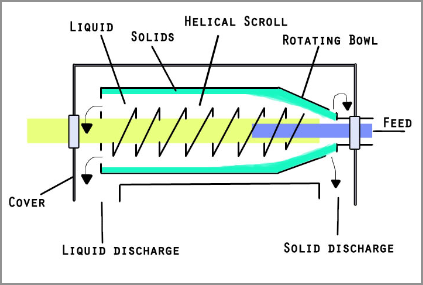 Liquid
Solids
Helical Scroll
Rotating Bowl
Feed
Cover
Liquid discharge
Solid discharge